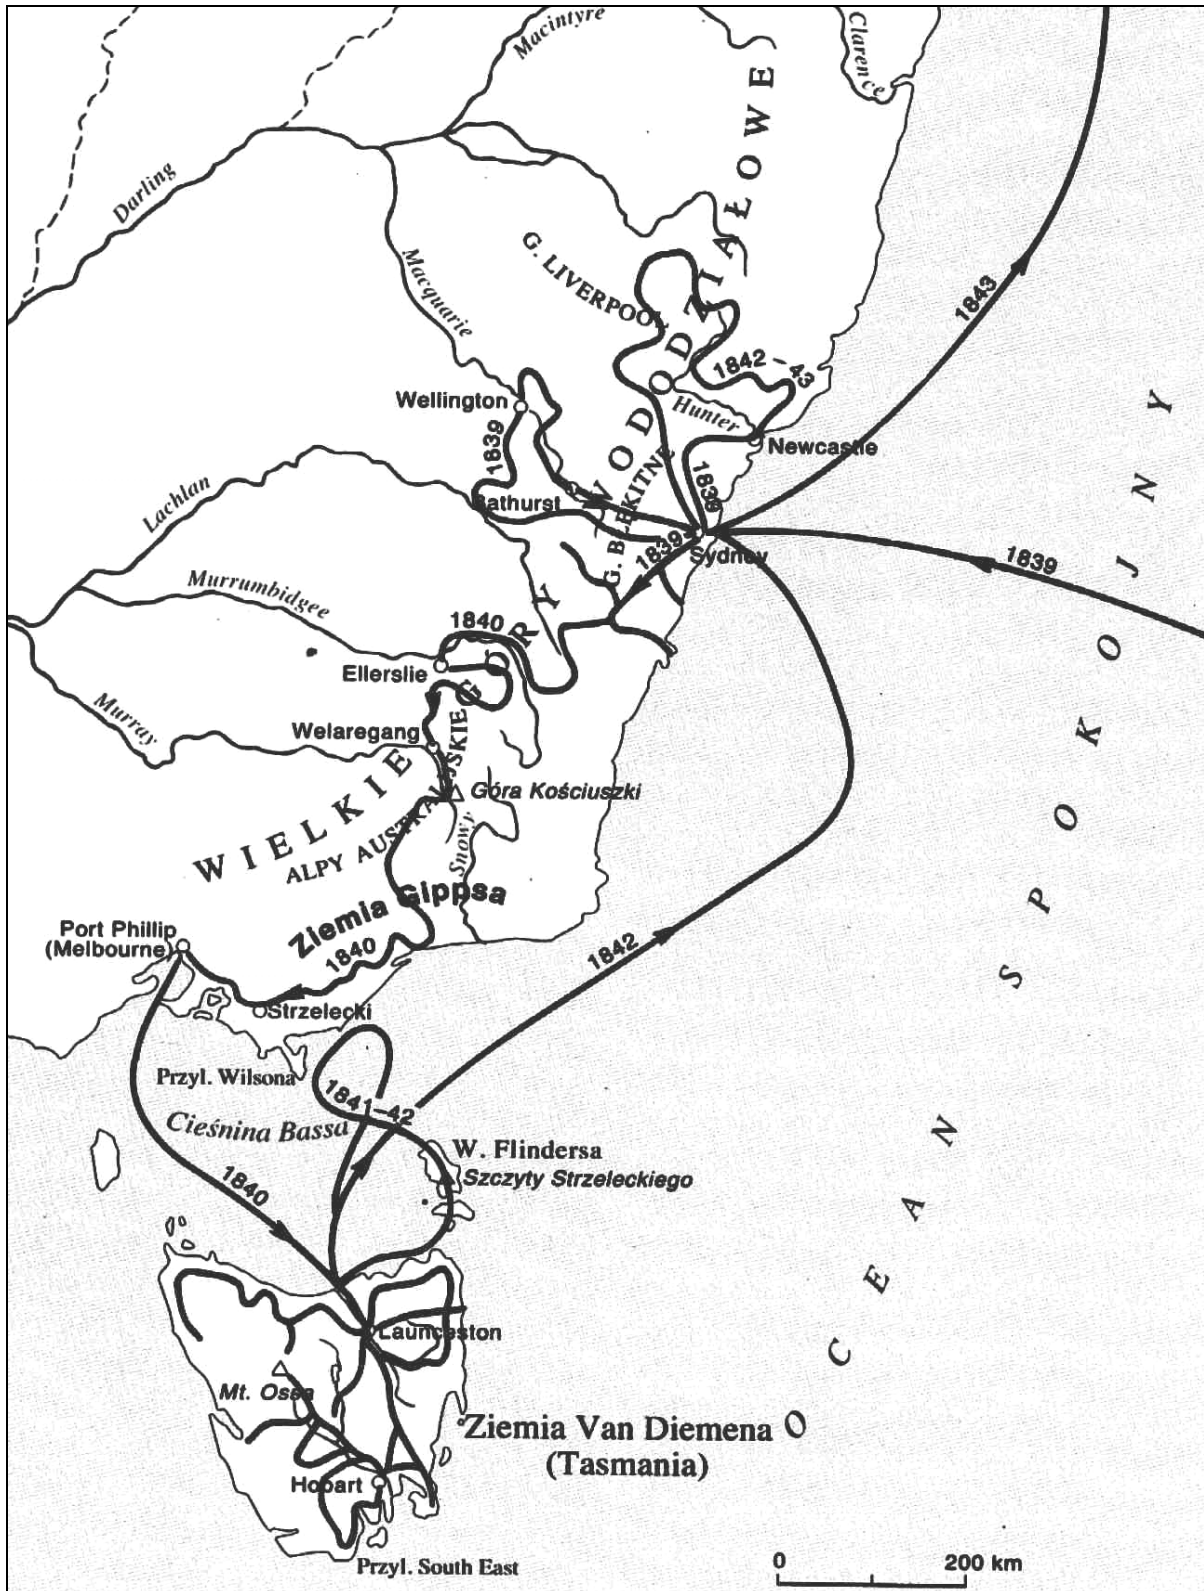 Macintyre
Clarence
Darling
Macquarie
G. LIVERPOOL
WIELKIE GÓRY WODODZIAŁOWE
1843
1842-43
Wellington
Hunter
1839
Newcastle
1839
Bathurst
G. BŁĘKITNE
Lachlan
1839
Sydney
1839
Murrumbidgee
1840
Ellerslie
Murray
Welaregang
Góra Kościuszki
ALPY AUSTRALIJSKIE
Snowy
Ziemia Gippsa
Port Phillip
(Melbourne)
1840
1842
Strzelecki
Przyl. Wilsona
1841-42
Cieśnina Bassa
W. Flindersa
Szczyty Strzeleckiego
1840
OCEAN SPOKOJNY
Launceston
Mt. Ossa
Ziemia Van Diemena
(Tasmania)
Hobart
Przyl. South East
0 200 km